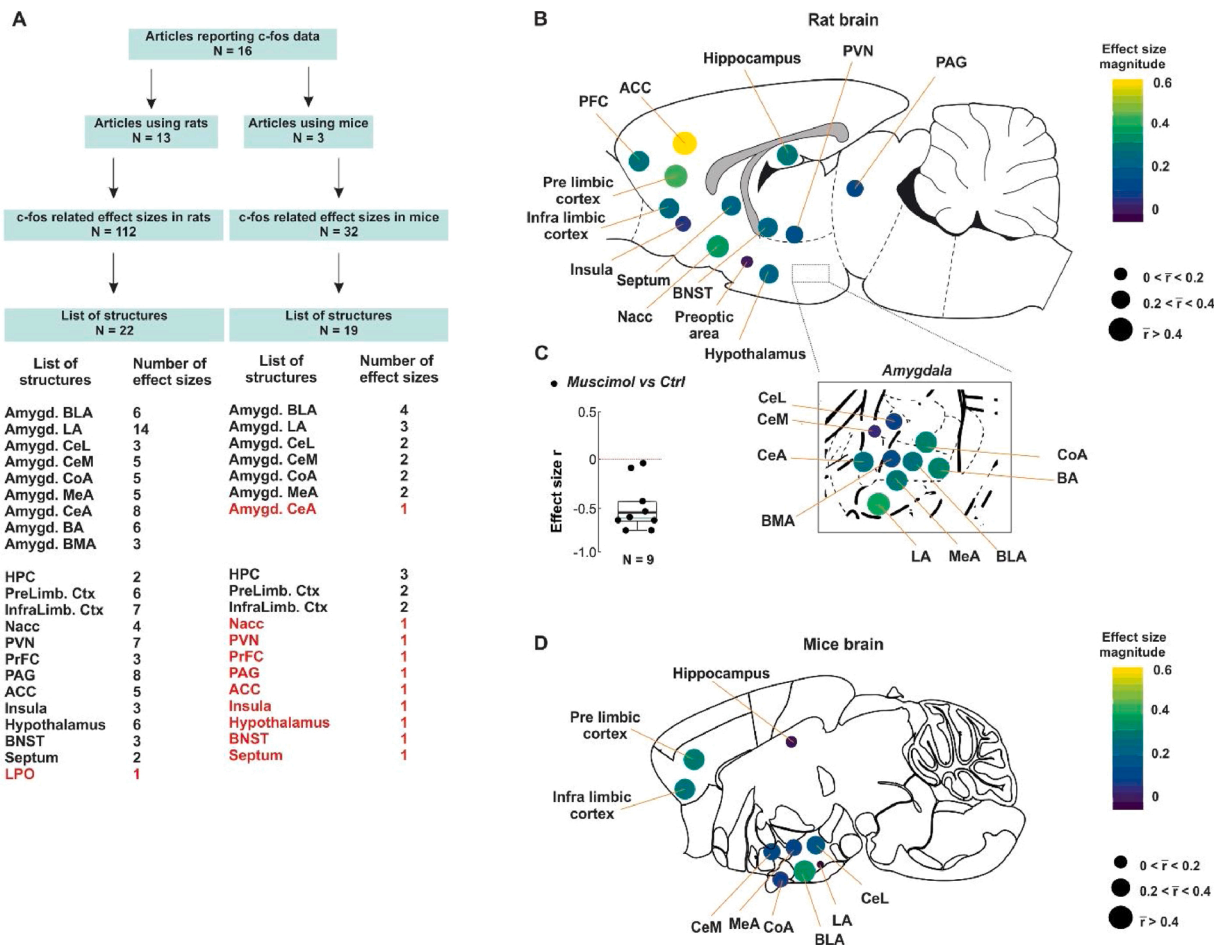 A
Articles reporting c-fos data
N = 16
Articles using rats
N = 13
Articles using mice
N = 3
c-fos related effect sizes in rats
N = 112
c-fos related effect sizes in mice
N = 32
List of structures
N = 22
List of structures
N = 19
List of
structures
Number of
effect sizes
List of
structures
Number of
effect sizes
Amygd. BLA 6
Amygd. LA 14
Amygd. CeL 3
Amygd. CeM 5
Amygd. CoA 5
Amygd. MeA 5
Amygd. CeA 8
Amygd. BA 6
Amygd. BMA 3
HPC 2
PreLimb. Ctx 6
InfraLimb. Ctx 7
Nacc 4
PVN 7
PrFC 3
PAG 8
ACC 5
Insula 3
Hypothalamus 6
BNST 3
Septum 2
LPO 1
Amygd. BLA 4
Amygd. LA 3
Amygd. CeL 2
Amygd. CeM 2
Amygd. CoA 2
Amygd. MeA 2
Amygd. CeA 1
HPC 3
PreLimb. Ctx 2
InfraLimb. Ctx 2
Nacc 1
PVN 1
PrFC 1
PAG 1
ACC 1
Insula 1
Hypothalamus 1
BNST 1
Septum 1
B
Rat brain
PFC
ACC
Hippocampus
PVN
PAG
Pre limbic
cortex
Infra limbic
cortex
Insula
Septum
Nacc
BNST
Preoptic
area
Hypothalamus
Effect size
magnitude
0.6
0.4
0.2
0
0 < r̅ < 0.2
0.2 < r̅ < 0.4
r̅ > 0.4
C
Muscimol vs Ctrl
Effect size r
0.5
0
-0.5
-1.0
N = 9
Amygdala
CeL
CeM
CeA
BMA
LA
MeA
BLA
BA
CoA
D
Mice brain
Hippocampus
Pre limbic
cortex
Infra limbic
cortex
CeM
MeA
CoA
BLA
LA
CeL
Effect size
magnitude
0.6
0.4
0.2
0
0 < r̅ < 0.2
0.2 < r̅ < 0.4
r̅ > 0.4